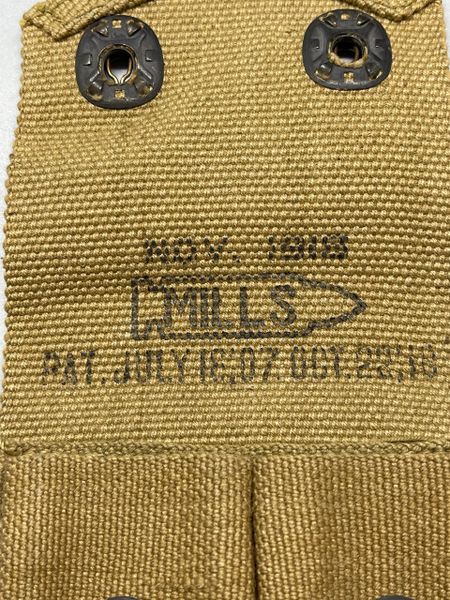 NOV. 1918
MILLS
PAT. JULY 16,'07. OCT. 22,'18